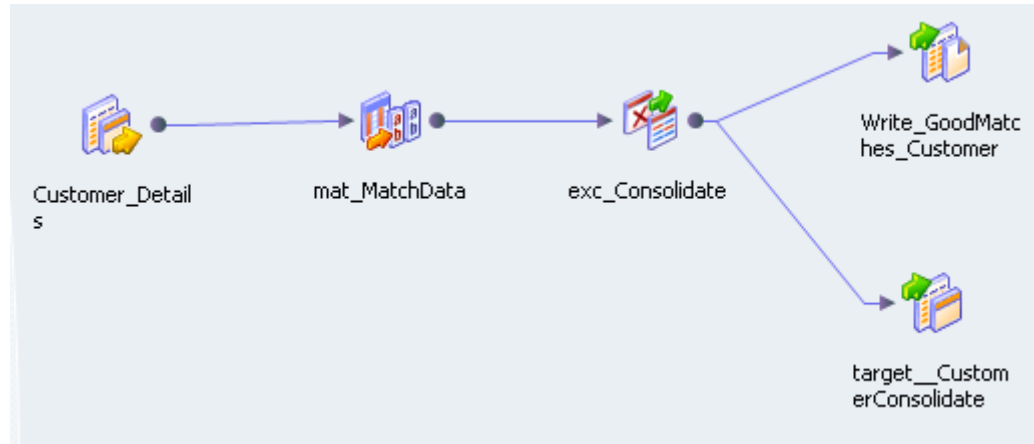 Write_GoodMatc
hes_Customer
Customer_Detail
s
mat_MatchData
exc_Consolidate
target__Custom
erConsolidate